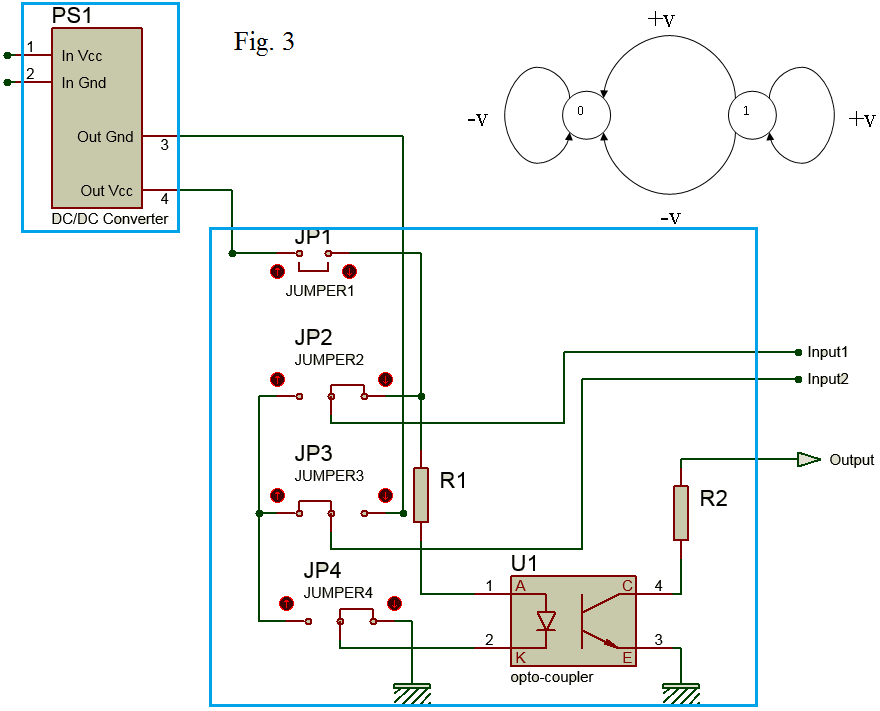 PS1
Fig. 3
1
In Vcc
2
In Gnd
Out Gnd
3
Out Vcc
4
DC/DC Converter
+v
-v
0
1
+v
-v
JP1
JUMPER1
JP2
JUMPER2
Input1
Input2
JP3
JUMPER3
R1
Output
R2
JP4
JUMPER4
U1
1
A
C
4
2
K
E
3
opto-coupler